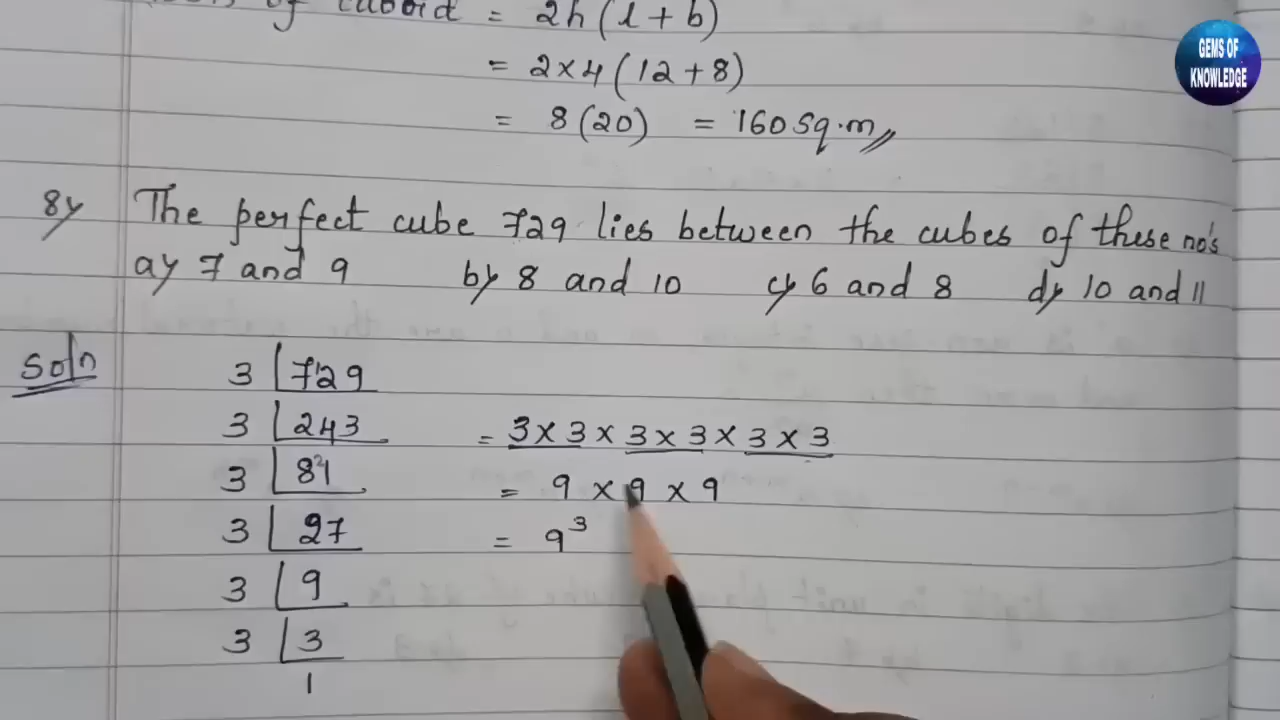 of cuboid = 2h (l + b)
= 2 × 4 (12 + 8)
= 8 (20) = 160 sq.m
GEMS OF
KNOWLEDGE
8) The perfect cube 729 lies between the cubes of these no's
a) 7 and 9 b) 8 and 10 c) 6 and 8 d) 10 and 11
Soln
3 729
3 243 = 3 × 3 × 3 × 3 × 3 × 3
3 81 = 9 × 9 × 9
3 27 = 9³
3 9
3 3
1